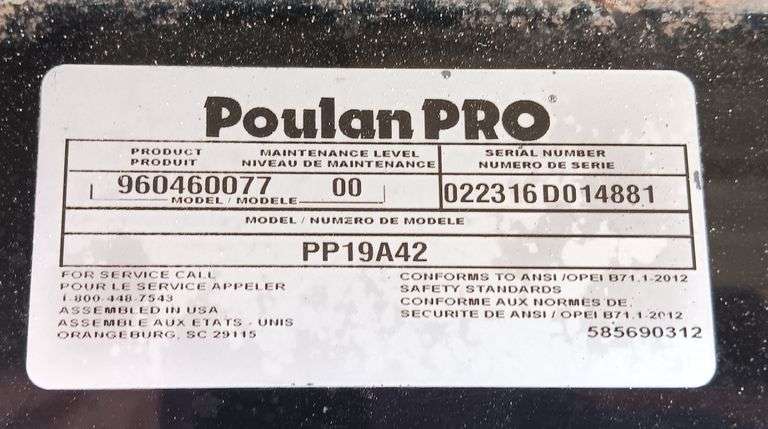 Poulan PRO®
PRODUCT MAINTENANCE LEVEL SERIAL NUMBER
PRODUIT NIVEAU DE MAINTENANCE NUMERO DE SERIE
960460077 00 022316D014881
MODEL / MODELE
MODEL / NUMERO DE MODELE
PP19A42
FOR SERVICE CALL
POUR LE SERVICE APPELER
1-800-448-7543
ASSEMBLED IN USA
ASSEMBLE AUX ETATS - UNIS
ORANGEBURG, SC 29115
CONFORMS TO ANSI /OPEI B71.1-2012
SAFETY STANDARDS
CONFORME AUX NORMES DE
SECURITE DE ANSI / OPEI B71.1-2012
585690312